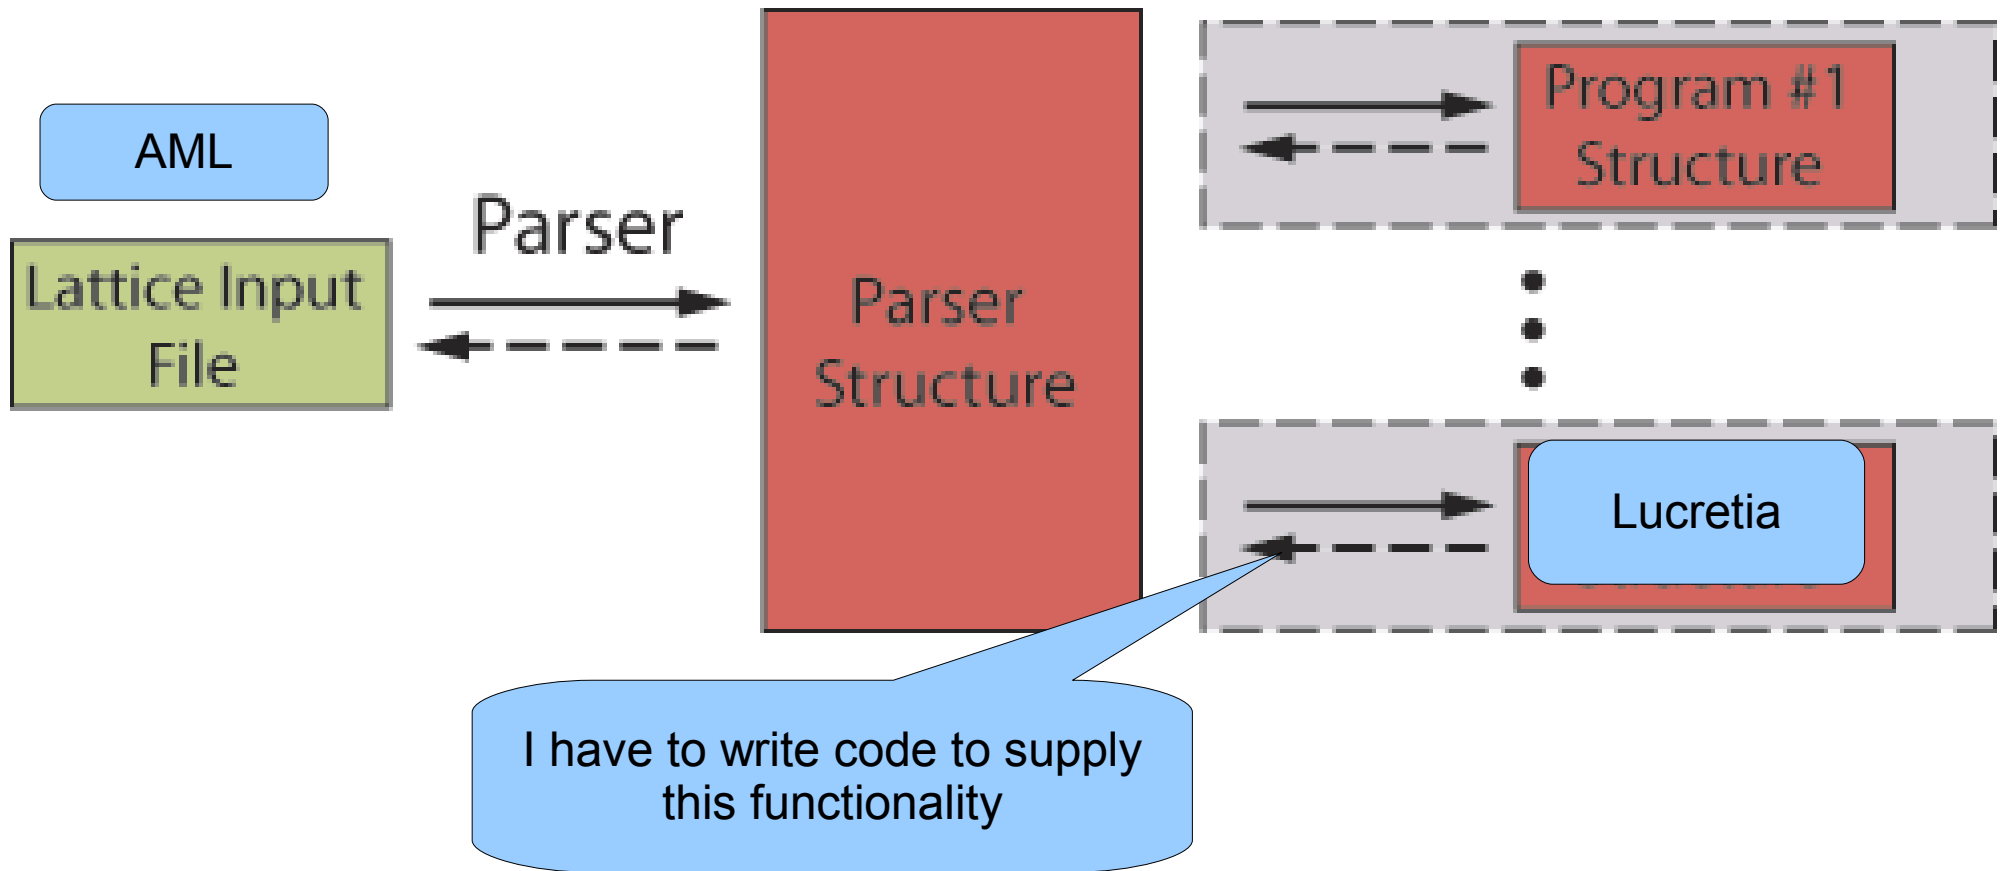 AML
Lattice Input
File
Parser
Parser
Structure
Program #1
Structure
Lucretia
I have to write code to supply
this functionality